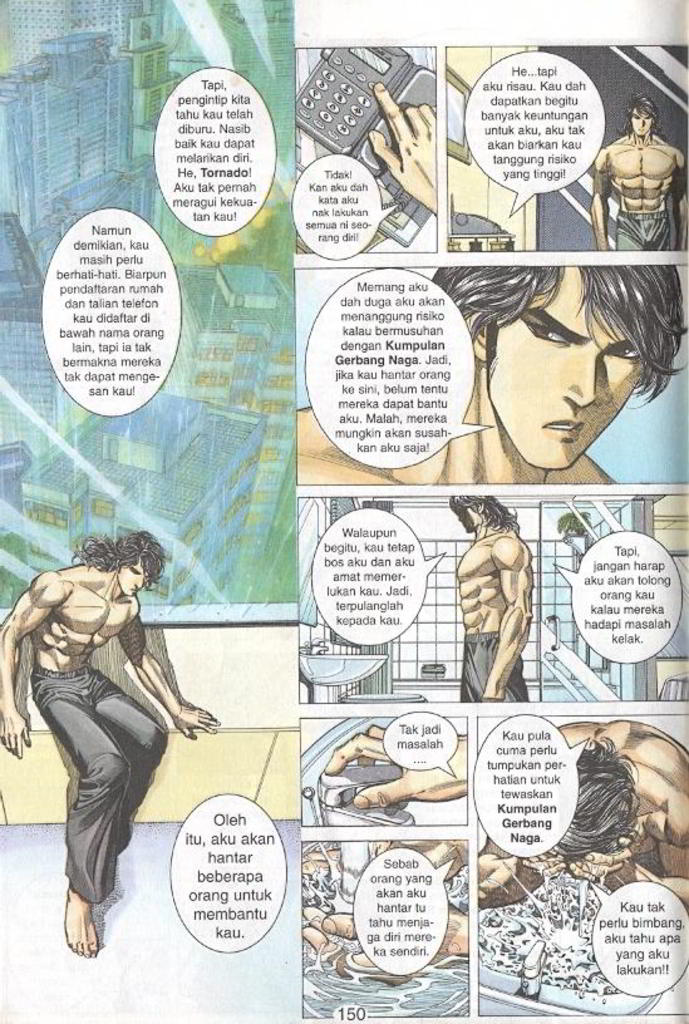 Tapi,
pengintip kita
tahu kau telah
diburu. Nasib
baik kau dapat
melarikan diri.
He, Tornado!
Aku tak pernah
meragui kekua-
tan kau!
Namun
demikian, kau
masih perlu
berhati-hati. Biarpun
pendaftaran rumah
dan talian telefon
kau didaftar di
bawah nama orang
lain, tapi ia tak
bermakna mereka
tak dapat menge-
san kau!
Oleh
itu, aku akan
hantar
beberapa
orang untuk
membantu
kau.
Tidak!
Kan aku dah
kata aku
nak lakukan
semua ni seo-
rang diri!
He...tapi
aku risau. Kau dah
dapatkan begitu
banyak keuntungan
untuk aku, aku tak
akan biarkan kau
tanggung risiko
yang tinggi!
Memang aku
dah duga aku akan
menanggung risiko
kalau bermusuhan
dengan Kumpulan
Gerbang Naga. Jadi,
jika kau hantar orang
ke sini, belum tentu
mereka dapat bantu
aku. Malah, mereka
mungkin akan susah-
kan aku saja!
Walaupun
begitu, kau tetap
bos aku dan aku
amat memer-
lukan kau. Jadi,
terpulanglah
kepada kau.
Tapi,
jangan harap
aku akan tolong
orang kau
kalau mereka
hadapi masalah
kelak.
Tak jadi
masalah
....
Sebab
orang yang
akan aku
hantar tu
tahu menja-
ga diri mere-
ka sendiri.
Kau pula
cuma perlu
tumpukan per-
hatian untuk
tewaskan
Kumpulan
Gerbang
Naga.
Kau tak
perlu bimbang,
aku tahu apa
yang aku
lakukan!!
150